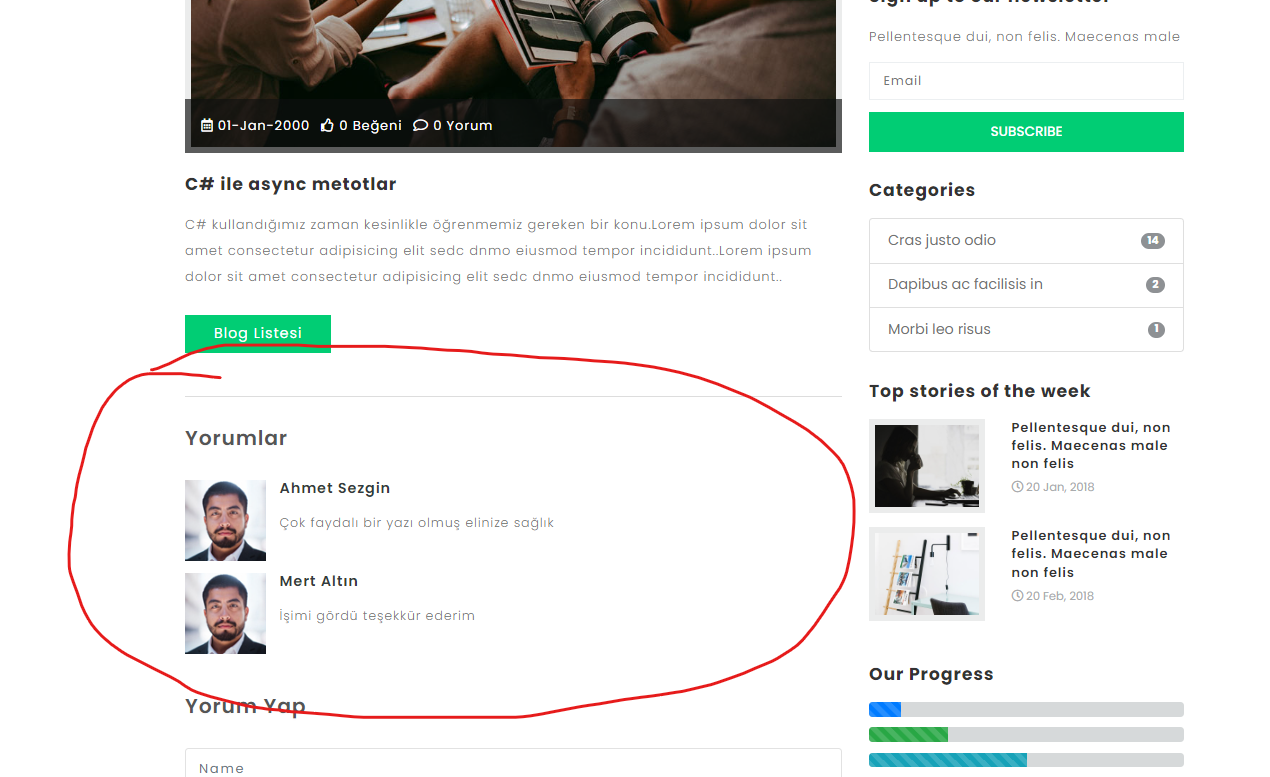 01-Jan-2000 0 Beğeni 0 Yorum
C# ile async metotlar
C# kullandığımız zaman kesinlikle öğrenmemiz gereken bir konu.Lorem ipsum dolor sit
amet consectetur adipisicing elit sedc dnmo eiusmod tempor incididunt..Lorem ipsum
dolor sit amet consectetur adipisicing elit sedc dnmo eiusmod tempor incididunt..
Blog Listesi
Yorumlar
Ahmet Sezgin
Çok faydalı bir yazı olmuş elinize sağlık
Mert Altın
İşimi gördü teşekkür ederim
Yorum Yap
Name
Sign up to our newsletter
Pellentesque dui, non felis. Maecenas male
Email
SUBSCRIBE
Categories
Cras justo odio 14
Dapibus ac facilisis in 2
Morbi leo risus 1
Top stories of the week
Pellentesque dui, non
felis. Maecenas male
non felis
20 Jan, 2018
Pellentesque dui, non
felis. Maecenas male
non felis
20 Feb, 2018
Our Progress